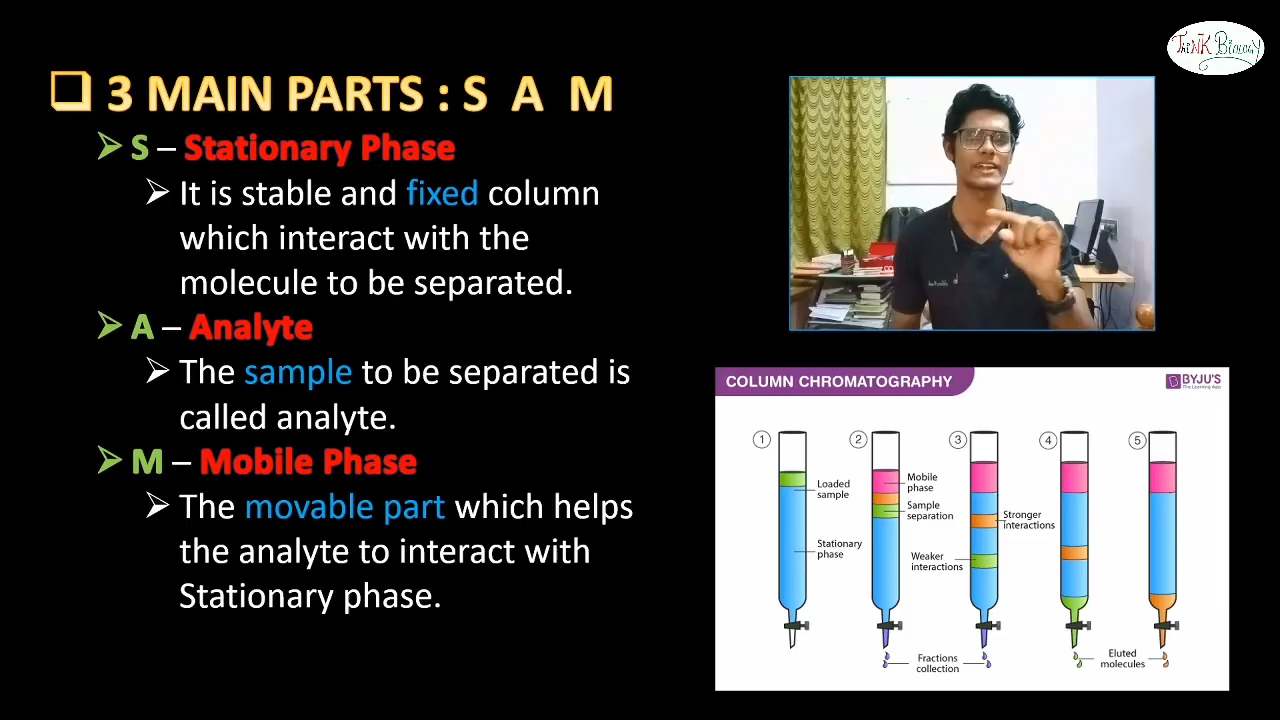 ThiNK BiologY
3 MAIN PARTS : S A M
S – Stationary Phase
It is stable and fixed column
which interact with the
molecule to be separated.
A – Analyte
The sample to be separated is
called analyte.
M – Mobile Phase
The movable part which helps
the analyte to interact with
Stationary phase.
COLUMN CHROMATOGRAPHY
BYJU'S
The Learning App
1
2
3
4
5
Loaded
sample
Stationary
phase
Mobile
phase
Sample
separation
Weaker
interactions
Stronger
interactions
Fractions
collection
Eluted
molecules